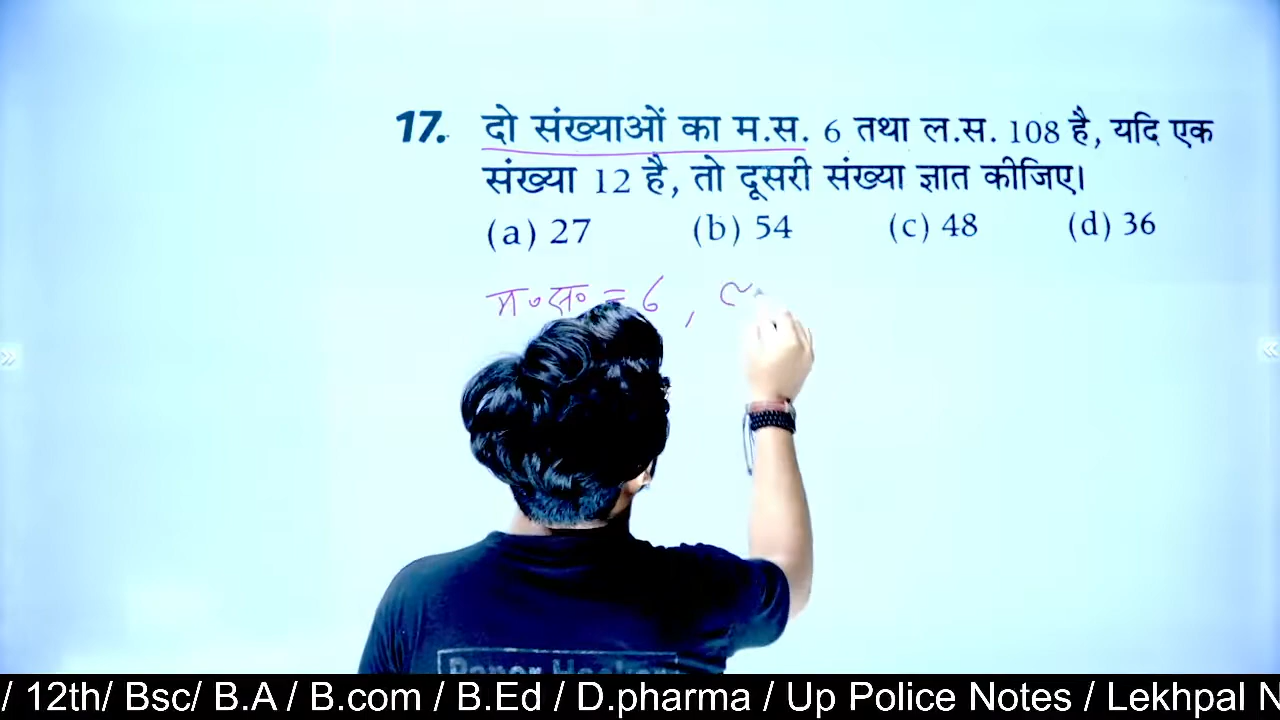 17. दो संख्याओं का म.स. 6 तथा ल.स. 108 है, यदि एक
संख्या 12 है, तो दूसरी संख्या ज्ञात कीजिए।
(a) 27 (b) 54 (c) 48 (d) 36
म॰स॰ = 6 ,
/ 12th/ Bsc/ B.A / B.com / B.Ed / D.pharma / Up Police Notes / Lekhpal N